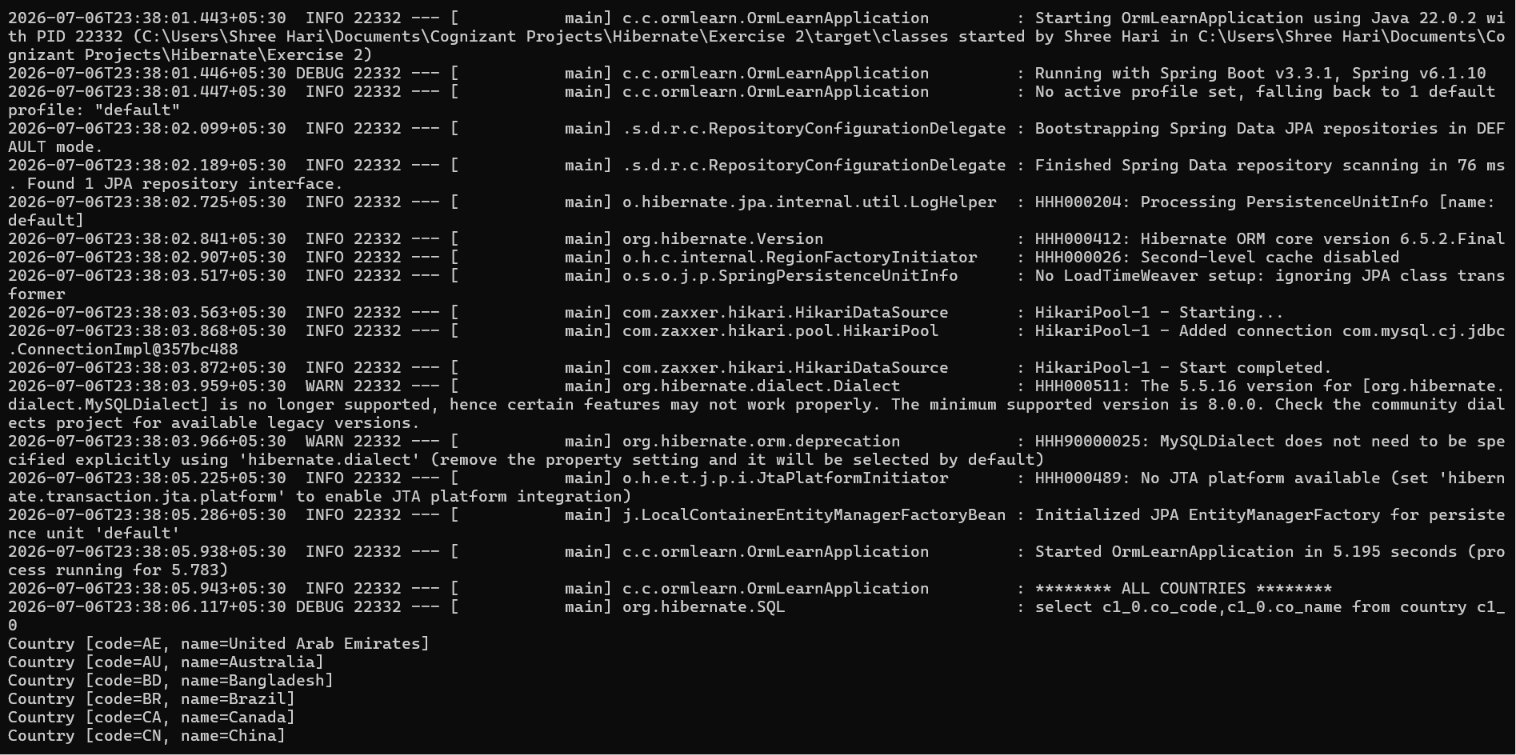 2026-07-06T23:38:01.443+05:30  INFO 22332 --- [           main] c.c.ormlearn.OrmLearnApplication         : Starting OrmLearnApplication using Java 22.0.2 wi
th PID 22332 (C:\Users\Shree Hari\Documents\Cognizant Projects\Hibernate\Exercise 2\target\classes started by Shree Hari in C:\Users\Shree Hari\Documents\Co
gnizant Projects\Hibernate\Exercise 2)
2026-07-06T23:38:01.446+05:30 DEBUG 22332 --- [           main] c.c.ormlearn.OrmLearnApplication         : Running with Spring Boot v3.3.1, Spring v6.1.10
2026-07-06T23:38:01.447+05:30  INFO 22332 --- [           main] c.c.ormlearn.OrmLearnApplication         : No active profile set, falling back to 1 default 
profile: "default"
2026-07-06T23:38:02.099+05:30  INFO 22332 --- [           main] .s.d.r.c.RepositoryConfigurationDelegate : Bootstrapping Spring Data JPA repositories in DEF
AULT mode.
2026-07-06T23:38:02.189+05:30  INFO 22332 --- [           main] .s.d.r.c.RepositoryConfigurationDelegate : Finished Spring Data repository scanning in 76 ms
. Found 1 JPA repository interface.
2026-07-06T23:38:02.725+05:30  INFO 22332 --- [           main] o.hibernate.jpa.internal.util.LogHelper  : HHH000204: Processing PersistenceUnitInfo [name: 
default]
2026-07-06T23:38:02.841+05:30  INFO 22332 --- [           main] org.hibernate.Version                    : HHH000412: Hibernate ORM core version 6.5.2.Final
2026-07-06T23:38:02.907+05:30  INFO 22332 --- [           main] o.h.c.internal.RegionFactoryInitiator    : HHH000026: Second-level cache disabled
2026-07-06T23:38:03.517+05:30  INFO 22332 --- [           main] o.s.o.j.p.SpringPersistenceUnitInfo      : No LoadTimeWeaver setup: ignoring JPA class trans
former
2026-07-06T23:38:03.563+05:30  INFO 22332 --- [           main] com.zaxxer.hikari.HikariDataSource       : HikariPool-1 - Starting...
2026-07-06T23:38:03.868+05:30  INFO 22332 --- [           main] com.zaxxer.hikari.pool.HikariPool        : HikariPool-1 - Added connection com.mysql.cj.jdbc
.ConnectionImpl@357bc488
2026-07-06T23:38:03.872+05:30  INFO 22332 --- [           main] com.zaxxer.hikari.HikariDataSource       : HikariPool-1 - Start completed.
2026-07-06T23:38:03.959+05:30  WARN 22332 --- [           main] org.hibernate.dialect.Dialect            : HHH000511: The 5.5.16 version for [org.hibernate.
dialect.MySQLDialect] is no longer supported, hence certain features may not work properly. The minimum supported version is 8.0.0. Check the community dial
ects project for available legacy versions.
2026-07-06T23:38:03.966+05:30  WARN 22332 --- [           main] org.hibernate.orm.deprecation            : HHH90000025: MySQLDialect does not need to be spe
cified explicitly using 'hibernate.dialect' (remove the property setting and it will be selected by default)
2026-07-06T23:38:05.225+05:30  INFO 22332 --- [           main] o.h.e.t.j.p.i.JtaPlatformInitiator       : HHH000489: No JTA platform available (set 'hibern
ate.transaction.jta.platform' to enable JTA platform integration)
2026-07-06T23:38:05.286+05:30  INFO 22332 --- [           main] j.LocalContainerEntityManagerFactoryBean : Initialized JPA EntityManagerFactory for persiste
nce unit 'default'
2026-07-06T23:38:05.938+05:30  INFO 22332 --- [           main] c.c.ormlearn.OrmLearnApplication         : Started OrmLearnApplication in 5.195 seconds (pro
cess running for 5.783)
2026-07-06T23:38:05.943+05:30  INFO 22332 --- [           main] c.c.ormlearn.OrmLearnApplication         : ******** ALL COUNTRIES ********
2026-07-06T23:38:06.117+05:30 DEBUG 22332 --- [           main] org.hibernate.SQL                        : select c1_0.co_code,c1_0.co_name from country c1_
0
Country [code=AE, name=United Arab Emirates]
Country [code=AU, name=Australia]
Country [code=BD, name=Bangladesh]
Country [code=BR, name=Brazil]
Country [code=CA, name=Canada]
Country [code=CN, name=China]